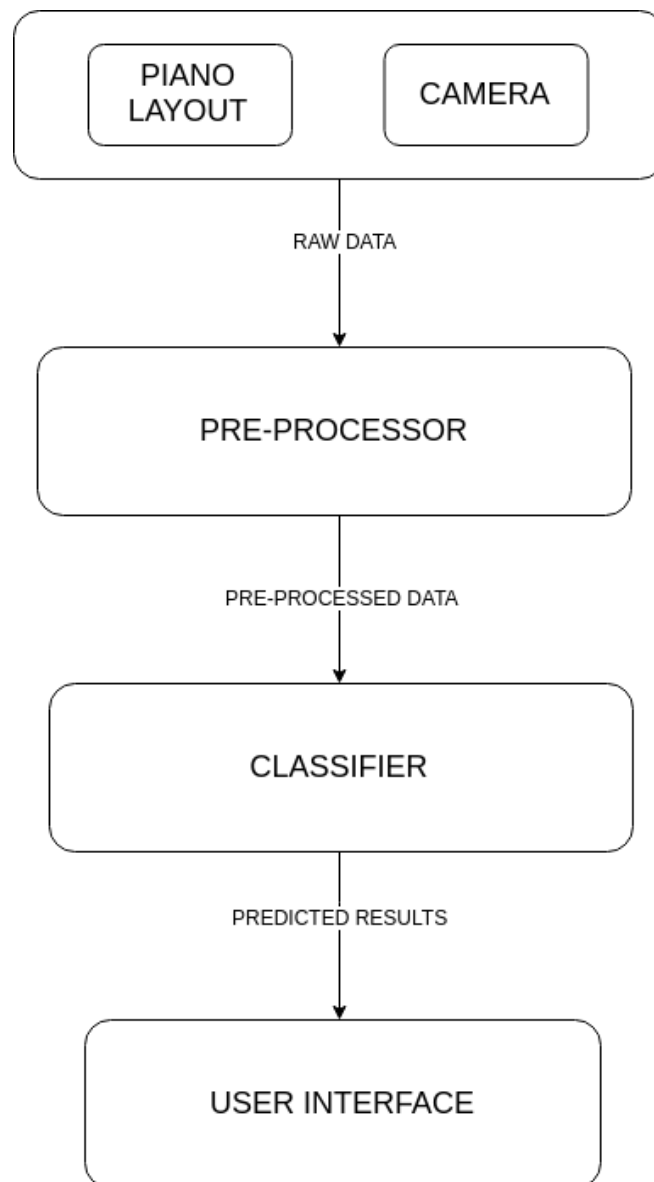 PIANO
LAYOUT
CAMERA
RAW DATA
PRE-PROCESSOR
PRE-PROCESSED DATA
CLASSIFIER
PREDICTED RESULTS
USER INTERFACE